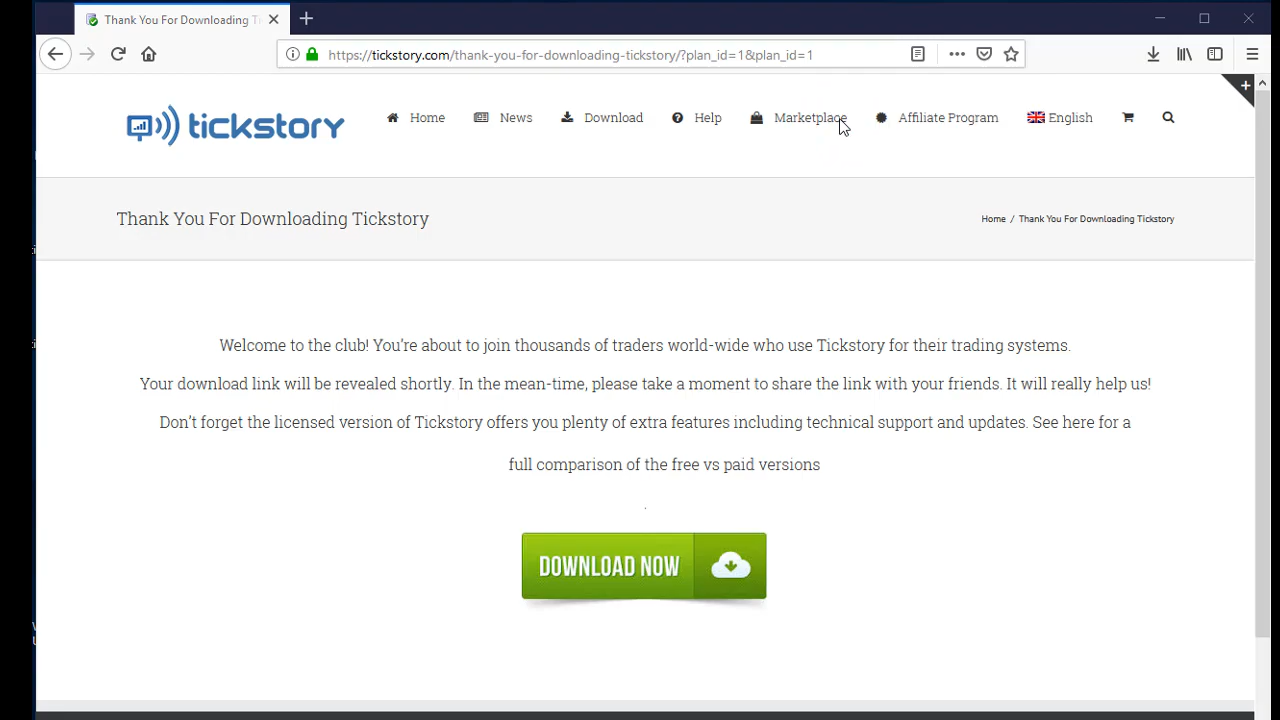 Thank You For Downloading Ti
https://tickstory.com/thank-you-for-downloading-tickstory/?plan_id=1&plan_id=1
tickstory
Home
News
Download
Help
Marketplace
Affiliate Program
English
Thank You For Downloading Tickstory
Home / Thank You For Downloading Tickstory
Welcome to the club! You're about to join thousands of traders world-wide who use Tickstory for their trading systems.
Your download link will be revealed shortly. In the mean-time, please take a moment to share the link with your friends. It will really help us!
Don't forget the licensed version of Tickstory offers you plenty of extra features including technical support and updates. See here for a
full comparison of the free vs paid versions
.
DOWNLOAD NOW